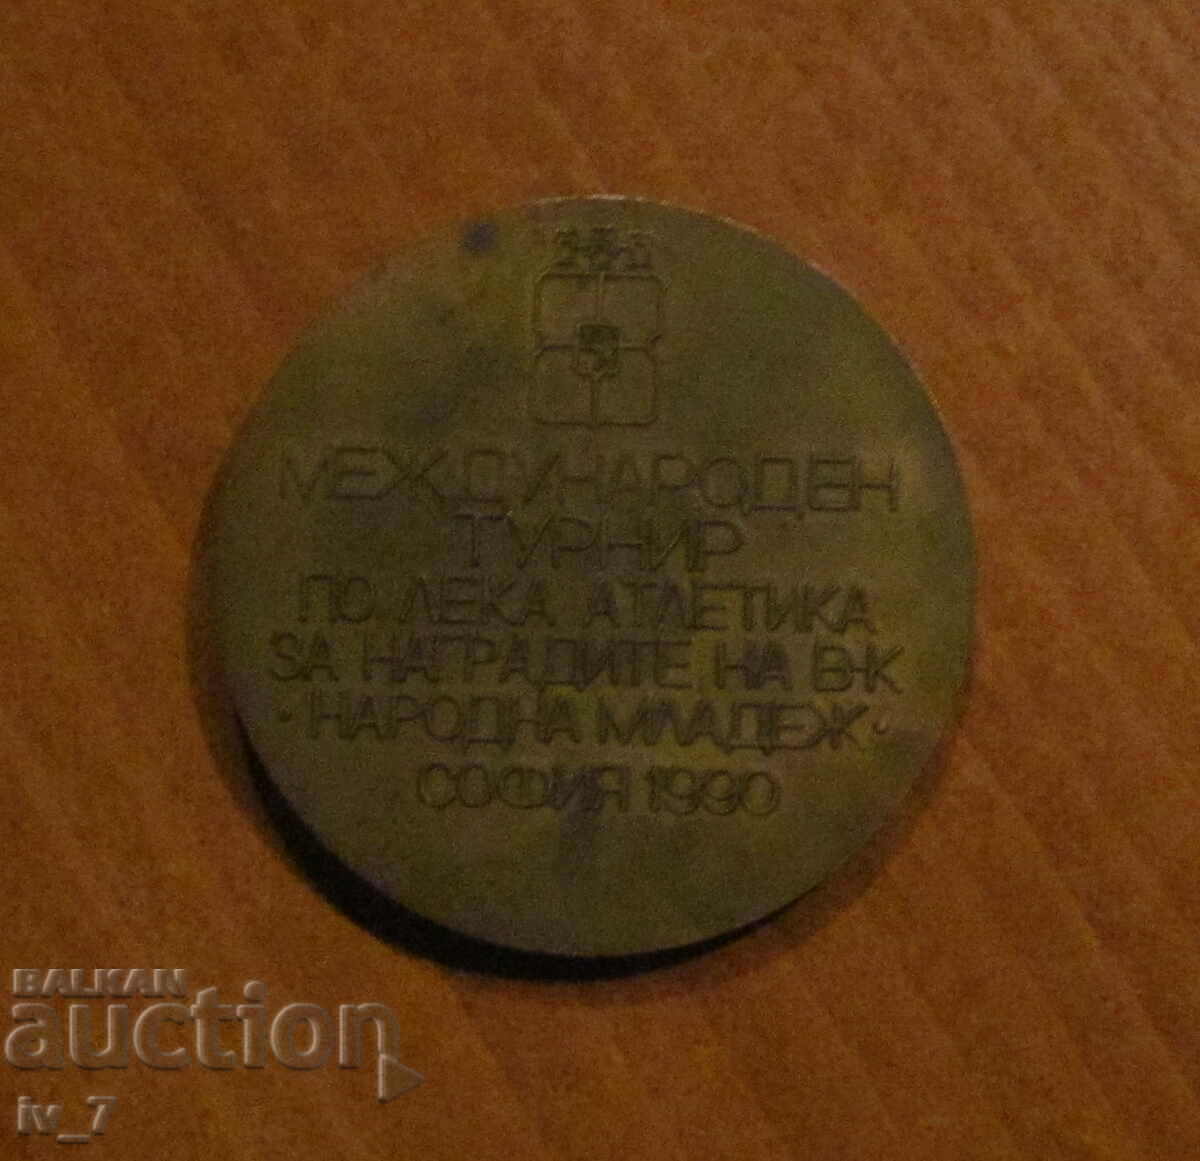 МЕЖДУНАРОДЕН
ТУРНИР
ПО ЛЕКА АТЛЕТИКА
ЗА НАГРАДИТЕ НА В-К
·НАРОДНА МЛАДЕЖ·
СОФИЯ 1990
BALKAN
auction
iv_7